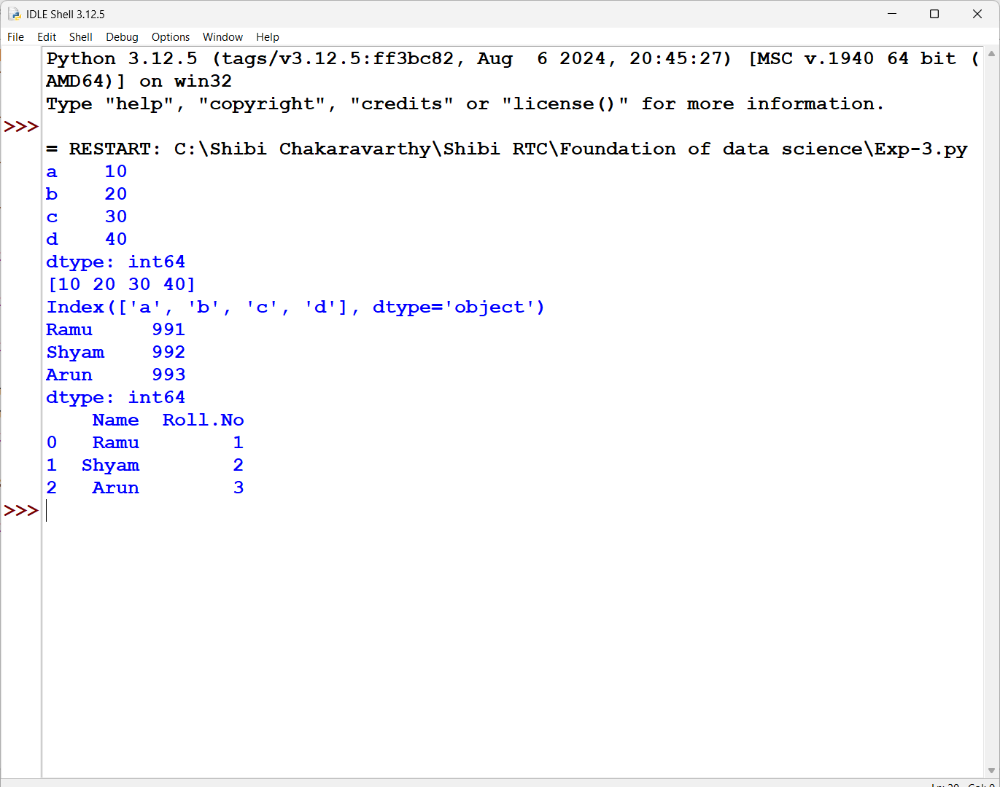 IDLE Shell 3.12.5
File Edit Shell Debug Options Window Help
Python 3.12.5 (tags/v3.12.5:ff3bc82, Aug  6 2024, 20:45:27) [MSC v.1940 64 bit (
AMD64)] on win32
Type "help", "copyright", "credits" or "license()" for more information.
>>>
= RESTART: C:\Shibi Chakaravarthy\Shibi RTC\Foundation of data science\Exp-3.py
a    10
b    20
c    30
d    40
dtype: int64
[10 20 30 40]
Index(['a', 'b', 'c', 'd'], dtype='object')
Ramu     991
Shyam    992
Arun     993
dtype: int64
    Name  Roll.No
0   Ramu        1
1  Shyam        2
2   Arun        3
>>>